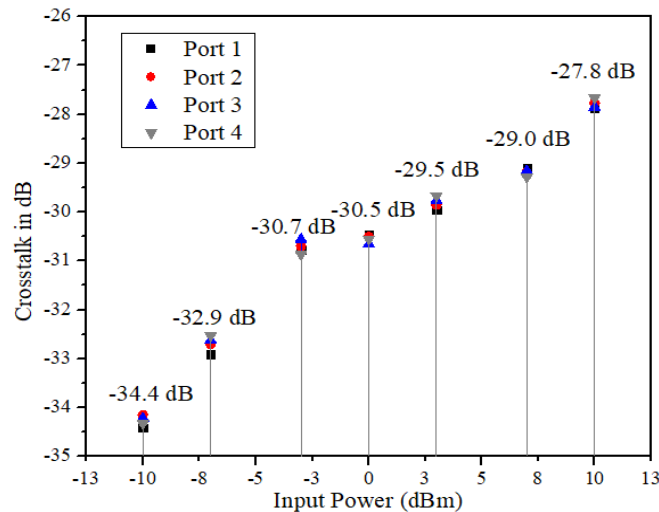 -26
-27
-28
-29
-30
-31
-32
-33
-34
-35
Crosstalk in dB
Port 1
Port 2
Port 3
Port 4
-34.4 dB
-32.9 dB
-30.7 dB
-30.5 dB
-29.5 dB
-29.0 dB
-27.8 dB
-13 -10 -8 -5 -3 0 3 5 8 10 13
Input Power (dBm)